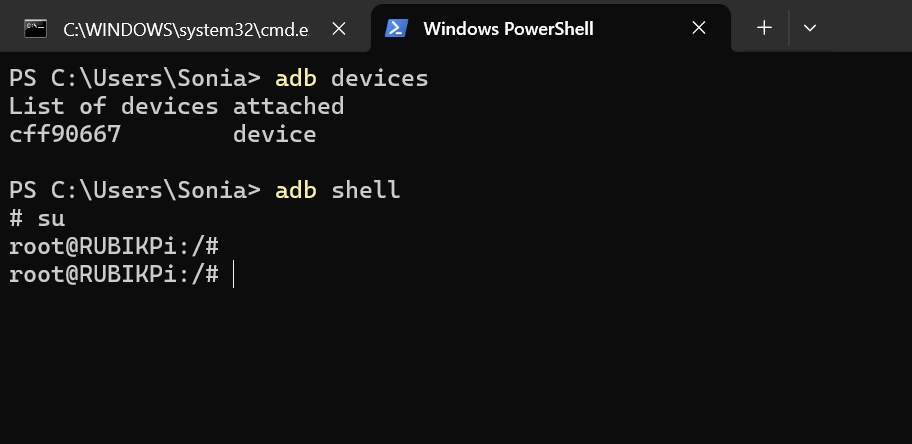 C:\WINDOWS\system32\cmd.e
Windows PowerShell
PS C:\Users\Sonia> adb devices
List of devices attached
cff90667        device
PS C:\Users\Sonia> adb shell
# su
root@RUBIKPi:/#
root@RUBIKPi:/#